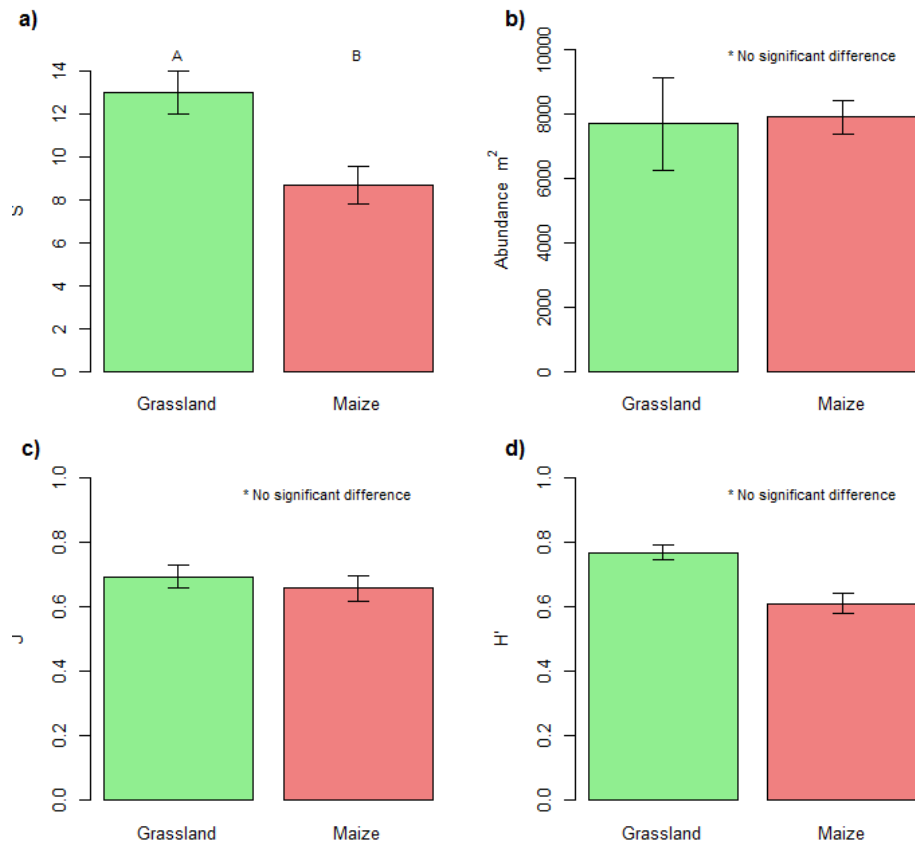 a)
A B
S
0 2 4 6 8 10 12 14
Grassland Maize
b)
* No significant difference
Abundance m²
0 2000 4000 6000 8000 10000
Grassland Maize
c)
* No significant difference
J
0.0 0.2 0.4 0.6 0.8 1.0
Grassland Maize
d)
* No significant difference
H'
0.0 0.2 0.4 0.6 0.8 1.0
Grassland Maize